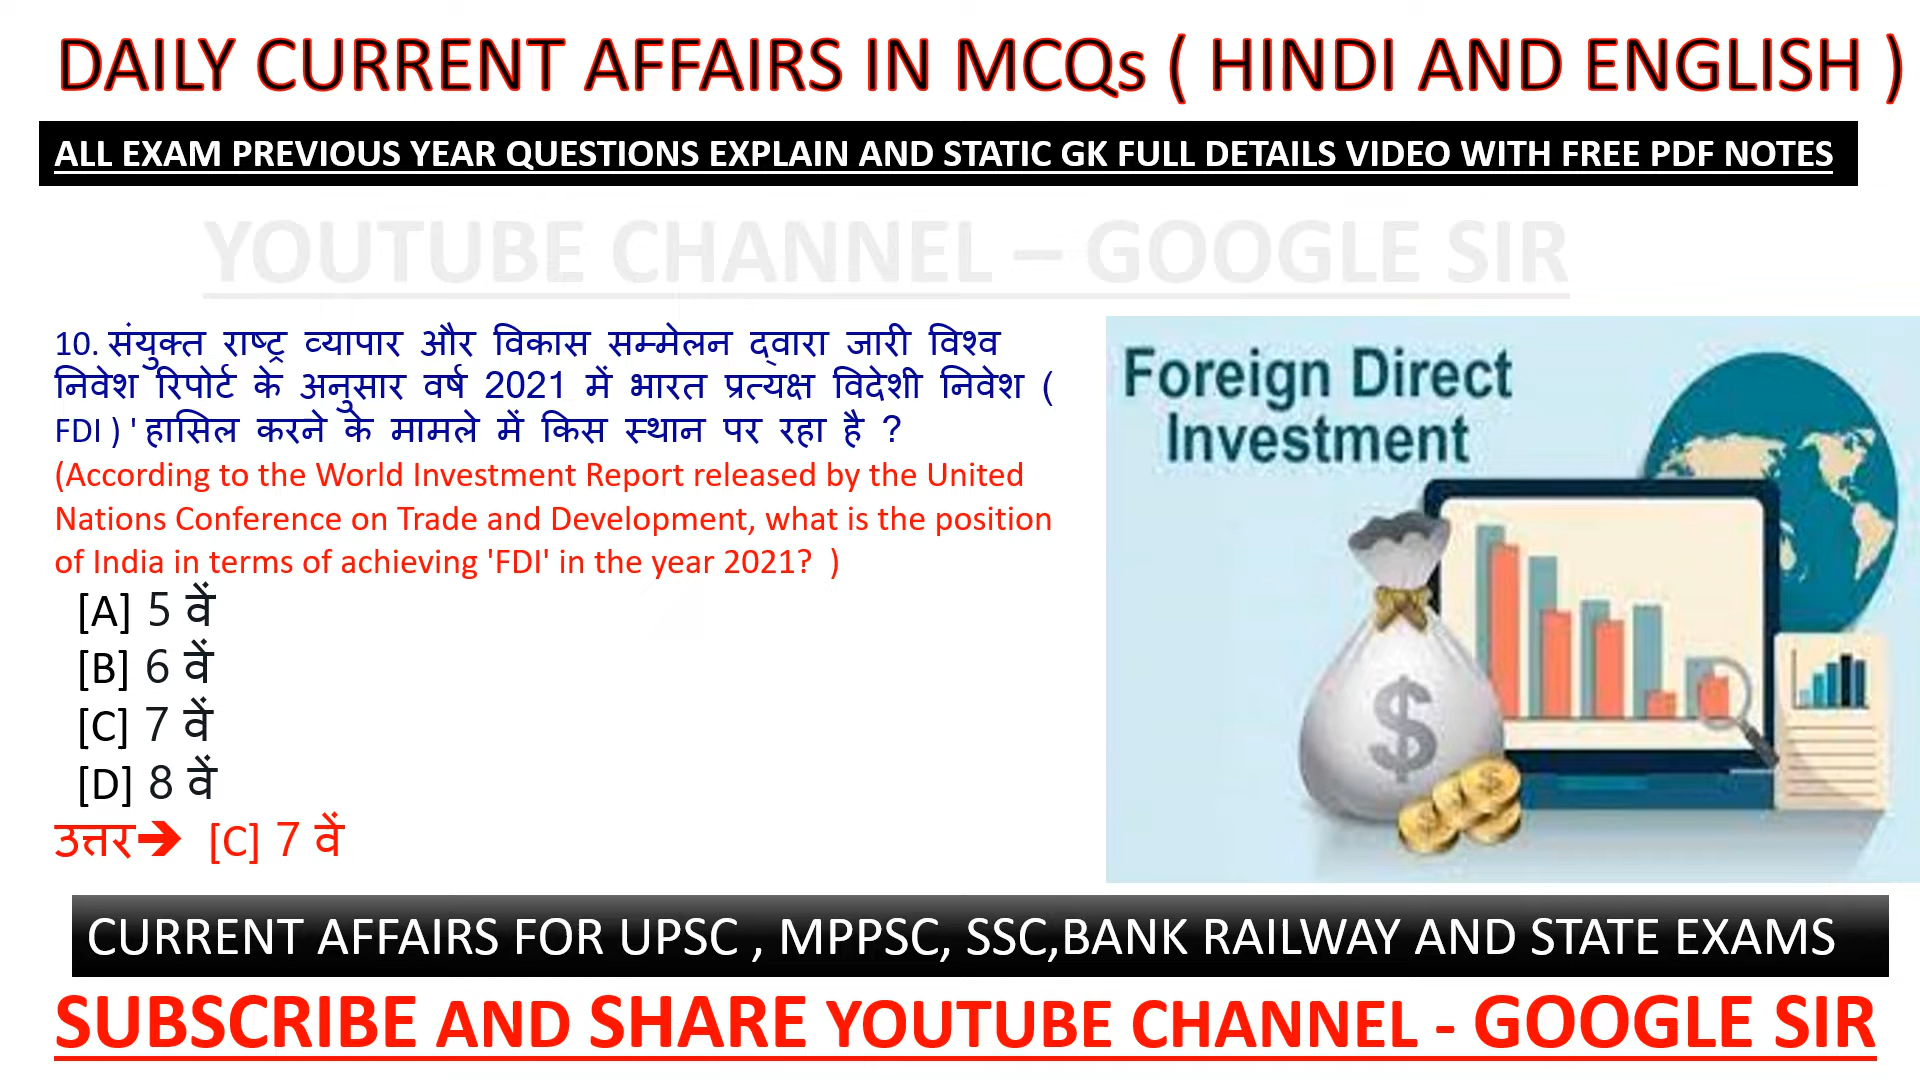 DAILY CURRENT AFFAIRS IN MCQs ( HINDI AND ENGLISH )
ALL EXAM PREVIOUS YEAR QUESTIONS EXPLAIN AND STATIC GK FULL DETAILS VIDEO WITH FREE PDF NOTES
YOUTUBE CHANNEL – GOOGLE SIR
10. संयुक्त राष्ट्र व्यापार और विकास सम्मेलन द्वारा जारी विश्व
निवेश रिपोर्ट के अनुसार वर्ष 2021 में भारत प्रत्यक्ष विदेशी निवेश (
FDI ) ' हासिल करने के मामले में किस स्थान पर रहा है ?
(According to the World Investment Report released by the United
Nations Conference on Trade and Development, what is the position
of India in terms of achieving 'FDI' in the year 2021? )
[A] 5 वें
[B] 6 वें
[C] 7 वें
[D] 8 वें
उत्तर➔ [C] 7 वें
Foreign Direct
Investment
$
$
$
CURRENT AFFAIRS FOR UPSC , MPPSC, SSC,BANK RAILWAY AND STATE EXAMS
SUBSCRIBE AND SHARE YOUTUBE CHANNEL - GOOGLE SIR